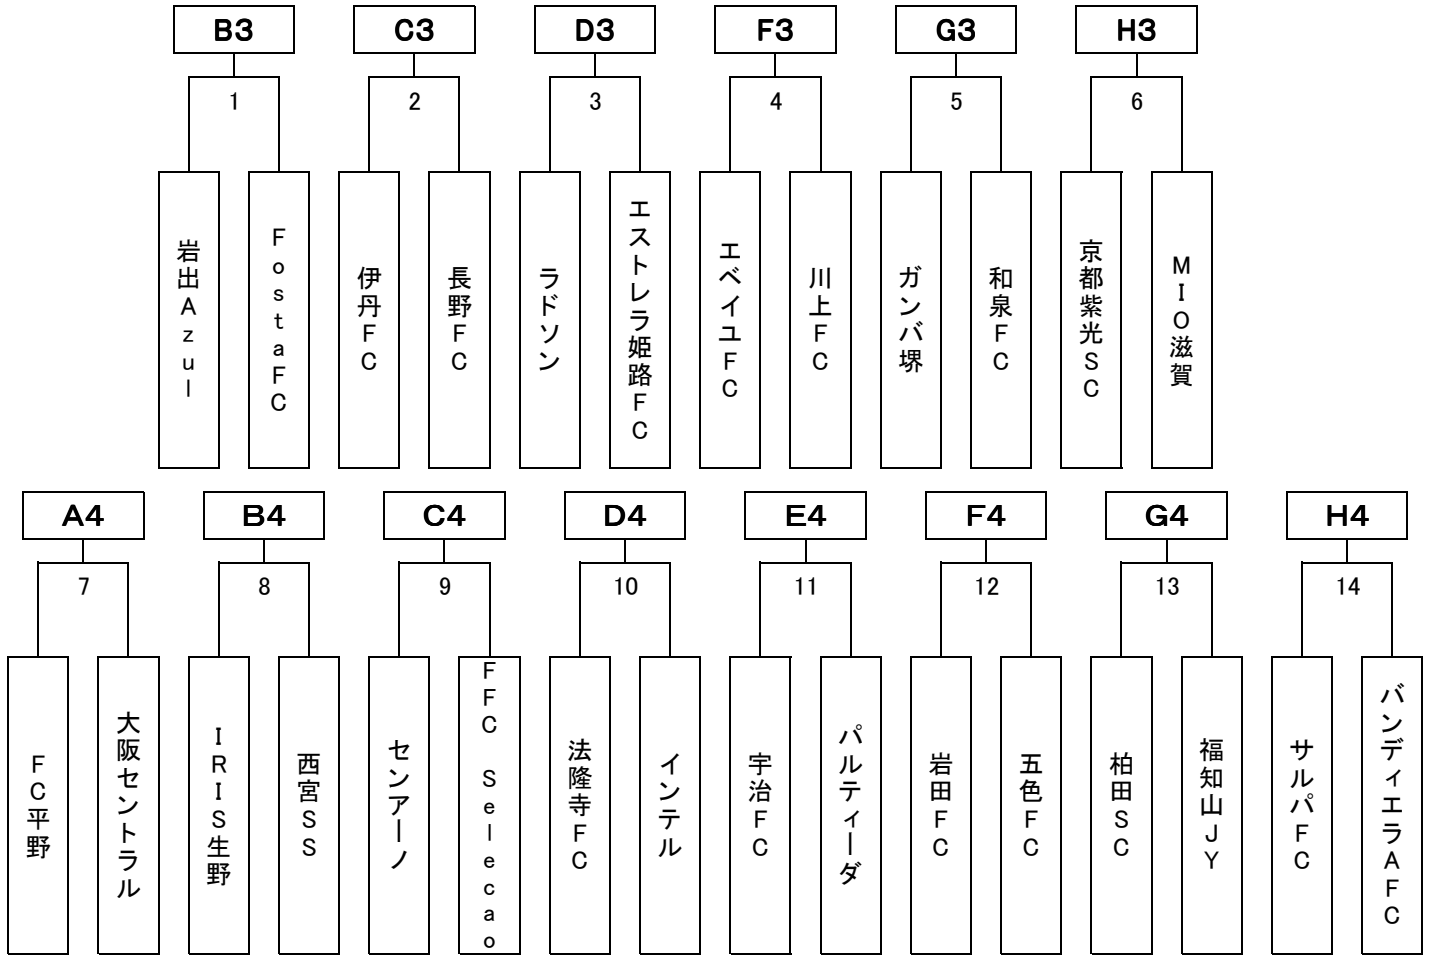 B3
C3
D3
F3
G3
H3
1
2
3
4
5
6
岩出Azul
FostaFC
伊丹FC
長野FC
ラドソン
エストレラ姫路FC
エベイユFC
川上FC
ガンバ堺
和泉FC
京都紫光SC
MIO滋賀
A4
B4
C4
D4
E4
F4
G4
H4
7
8
9
10
11
12
13
14
FC平野
大阪セントラル
IRIS生野
西宮SS
センアーノ
FFC Selecao
法隆寺FC
インテル
宇治FC
パルティーダ
岩田FC
五色FC
柏田SC
福知山JY
サルパFC
バンディエラAFC